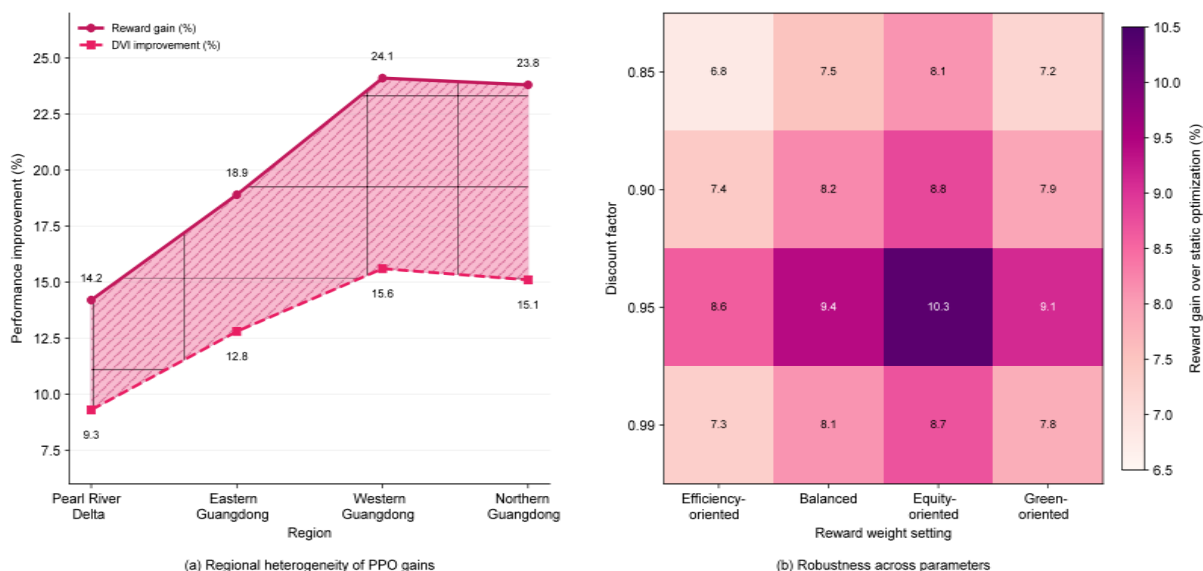 Reward gain (%)
DVI improvement (%)
Performance improvement (%)
25.0
22.5
20.0
17.5
15.0
12.5
10.0
7.5
14.2
18.9
24.1
23.8
9.3
12.8
15.6
15.1
Pearl River
Delta
Eastern
Guangdong
Western
Guangdong
Northern
Guangdong
Region
(a) Regional heterogeneity of PPO gains
Discount factor
0.85
6.8 7.5 8.1 7.2
0.90
7.4 8.2 8.8 7.9
0.95
8.6 9.4 10.3 9.1
0.99
7.3 8.1 8.7 7.8
Efficiency-
oriented
Balanced
Equity-
oriented
Green-
oriented
Reward weight setting
(b) Robustness across parameters
10.5
10.0
9.5
9.0
8.5
8.0
7.5
7.0
6.5
Reward gain over static optimization (%)